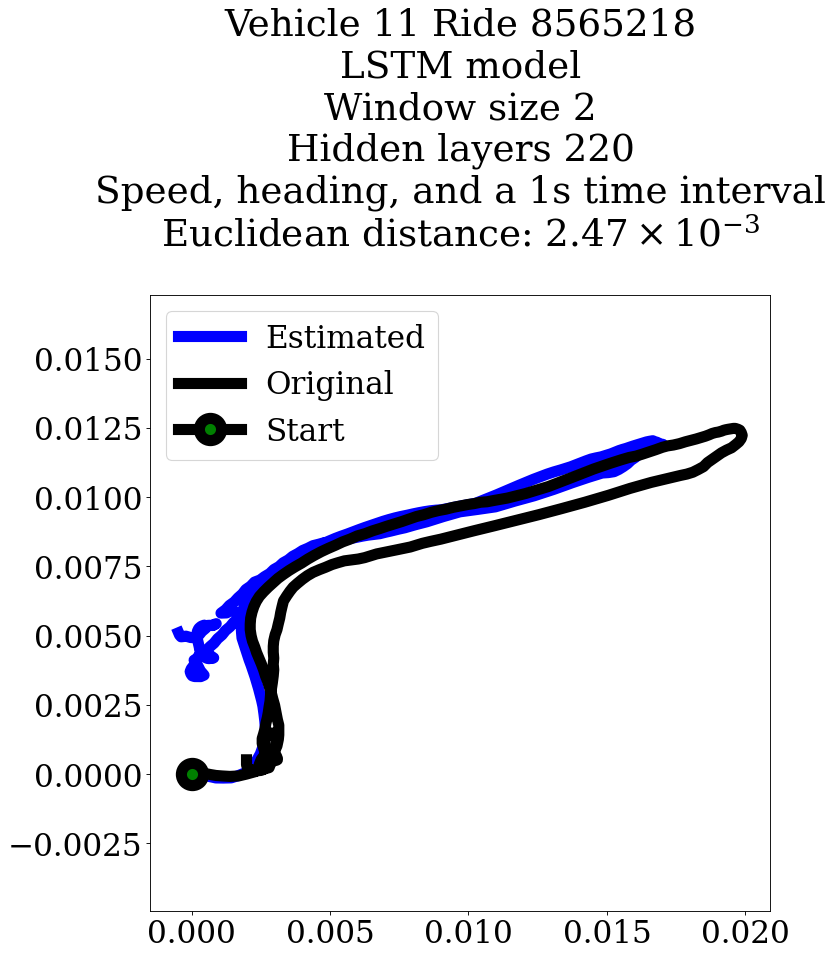 Vehicle 11 Ride 8565218
LSTM model
Window size 2
Hidden layers 220
Speed, heading, and a 1s time interval
Euclidean distance: 2.47 × 10⁻³
Estimated
Original
Start
0.0150
0.0125
0.0100
0.0075
0.0050
0.0025
0.0000
−0.0025
0.000 0.005 0.010 0.015 0.020